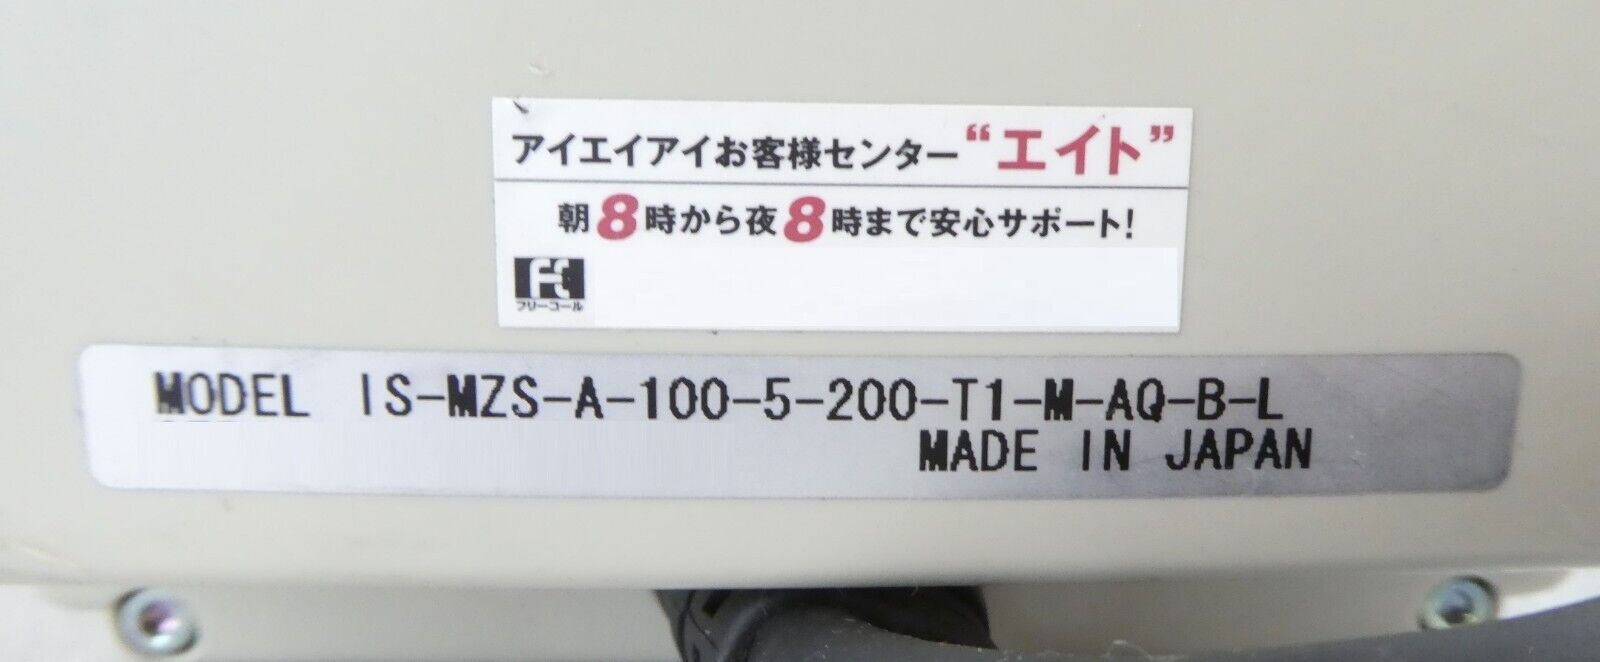 アイエイアイお客様センター“エイト”
朝8時から夜8時まで安心サポート!
FC
フリーコール
MODEL IS-MZS-A-100-5-200-T1-M-AQ-B-L
MADE IN JAPAN